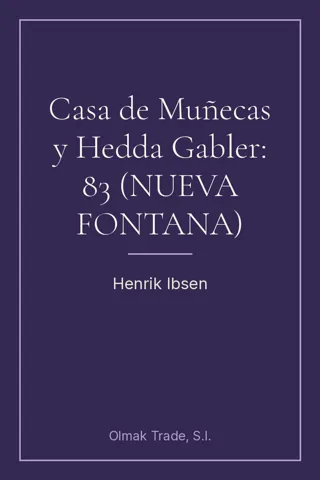 Casa de Muñecas
y Hedda Gabler:
83 (NUEVA
FONTANA)
Henrik Ibsen
Olmak Trade, S.l.